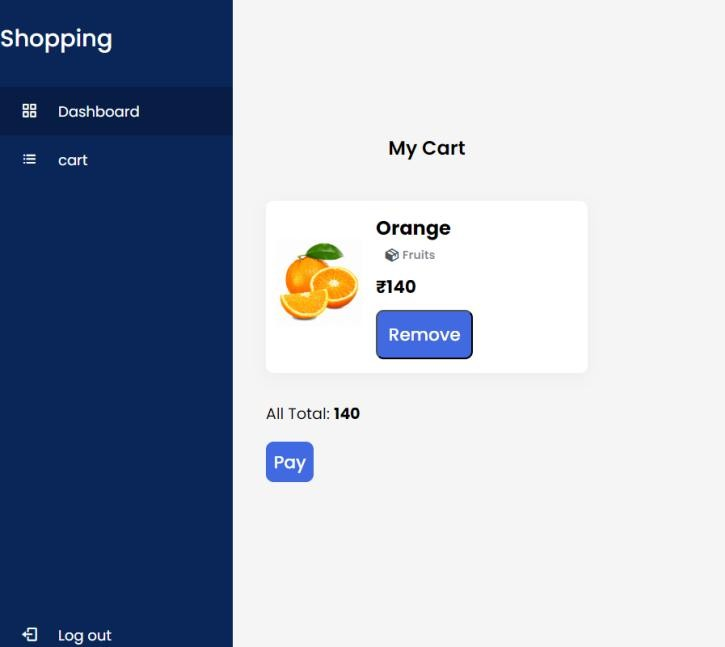 Shopping
Dashboard
cart
My Cart
Orange
Fruits
₹140
Remove
All Total: 140
Pay
Log out